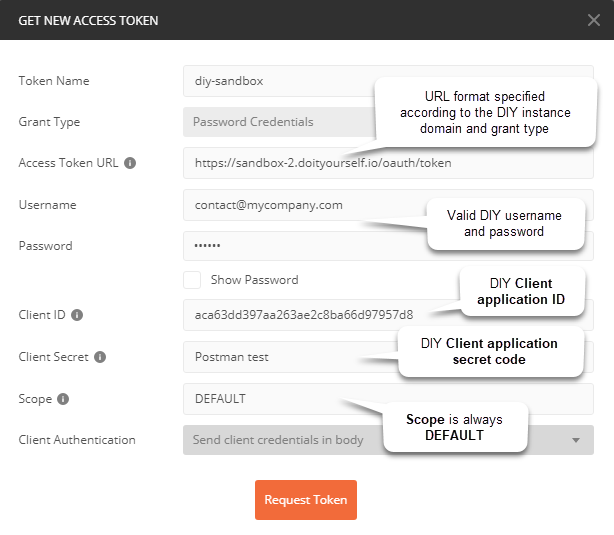 GET NEW ACCESS TOKEN
Token Name
diy-sandbox
URL format specified
according to the DIY instance
domain and grant type
Grant Type
Password Credentials
Access Token URL
https://sandbox-2.doityourself.io/oauth/token
Username
contact@mycompany.com
Valid DIY username
and password
Password
••••••
Show Password
DIY Client
application ID
Client ID
aca63dd397aa263ae2c8ba66d97957d8
DIY Client application
secret code
Client Secret
Postman test
Scope
DEFAULT
Scope is always
DEFAULT
Client Authentication
Send client credentials in body
Request Token